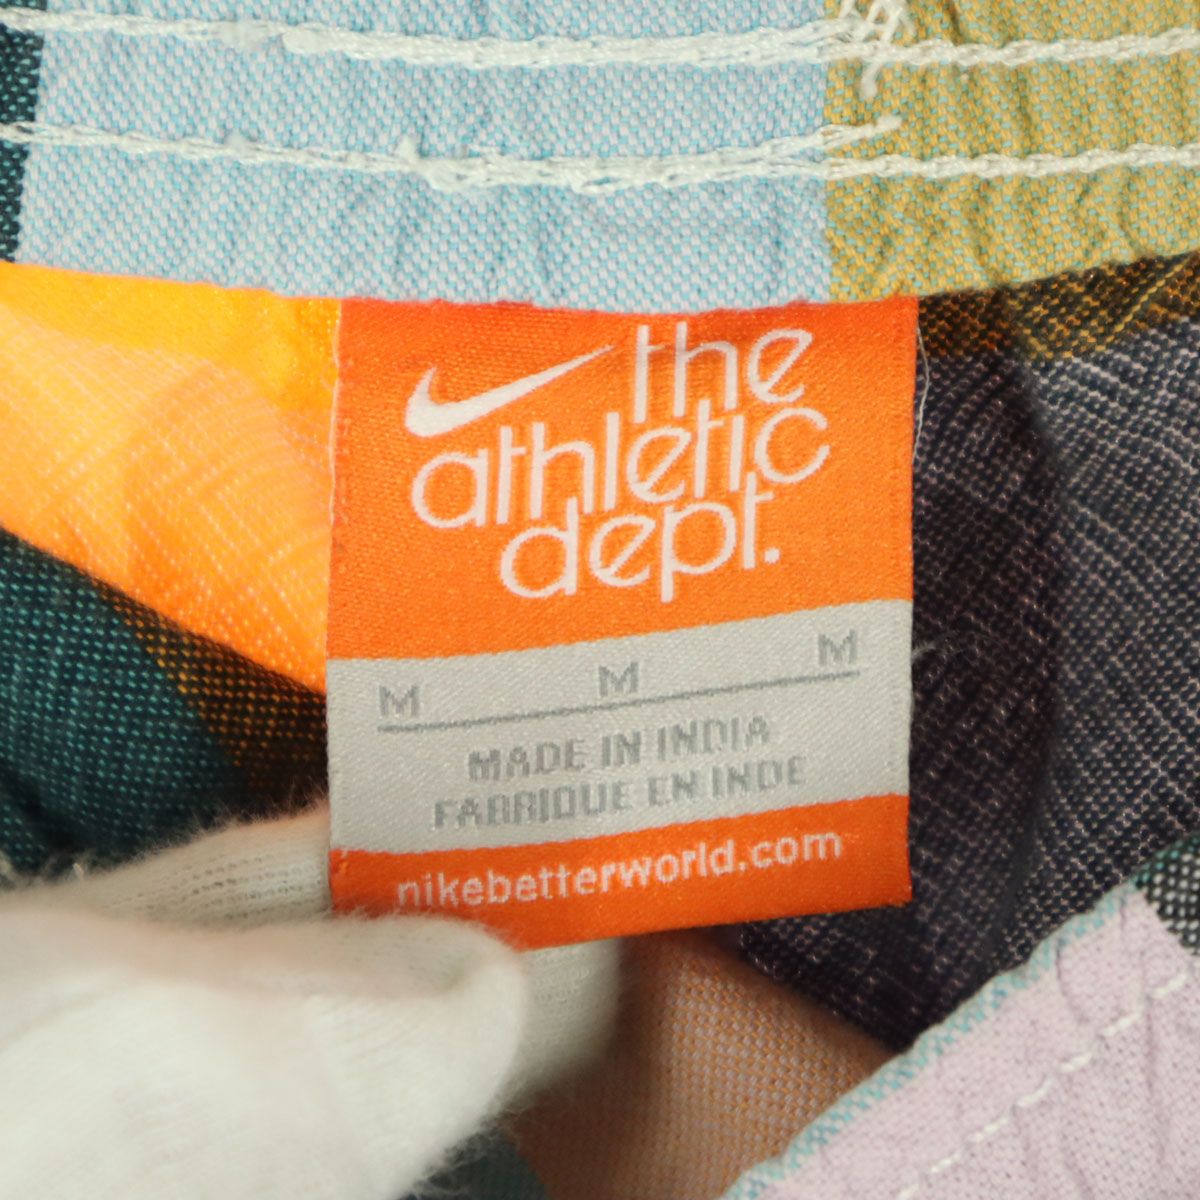 the
athletic
dept.
M M M
MADE IN INDIA
FABRIQUE EN INDE
nikebetterworld.com